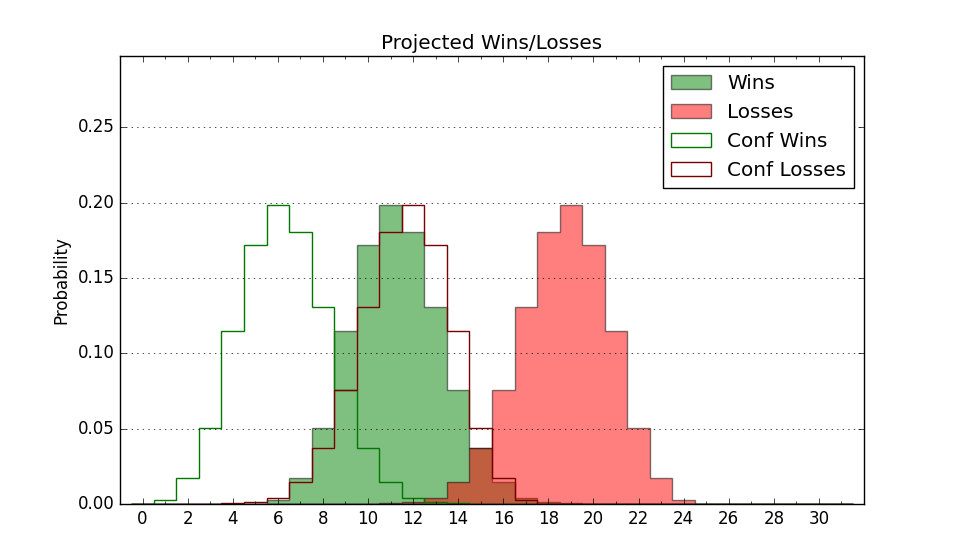 Projected Wins/Losses
Wins
Losses
Conf Wins
Conf Losses
Probability
0.25
0.20
0.15
0.10
0.05
0.00
0 2 4 6 8 10 12 14 16 18 20 22 24 26 28 30